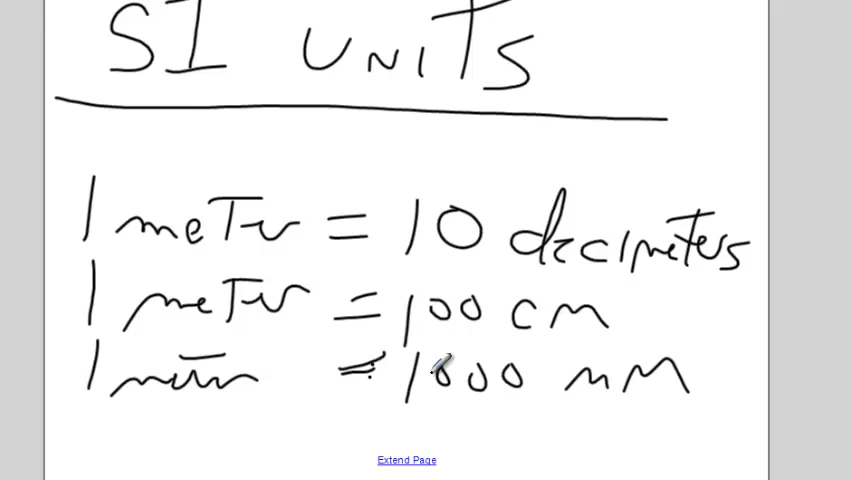 SI UNITS
1 meter = 10 decimeters
1 meter = 100 cm
1 meter = 1000 mm
Extend Page